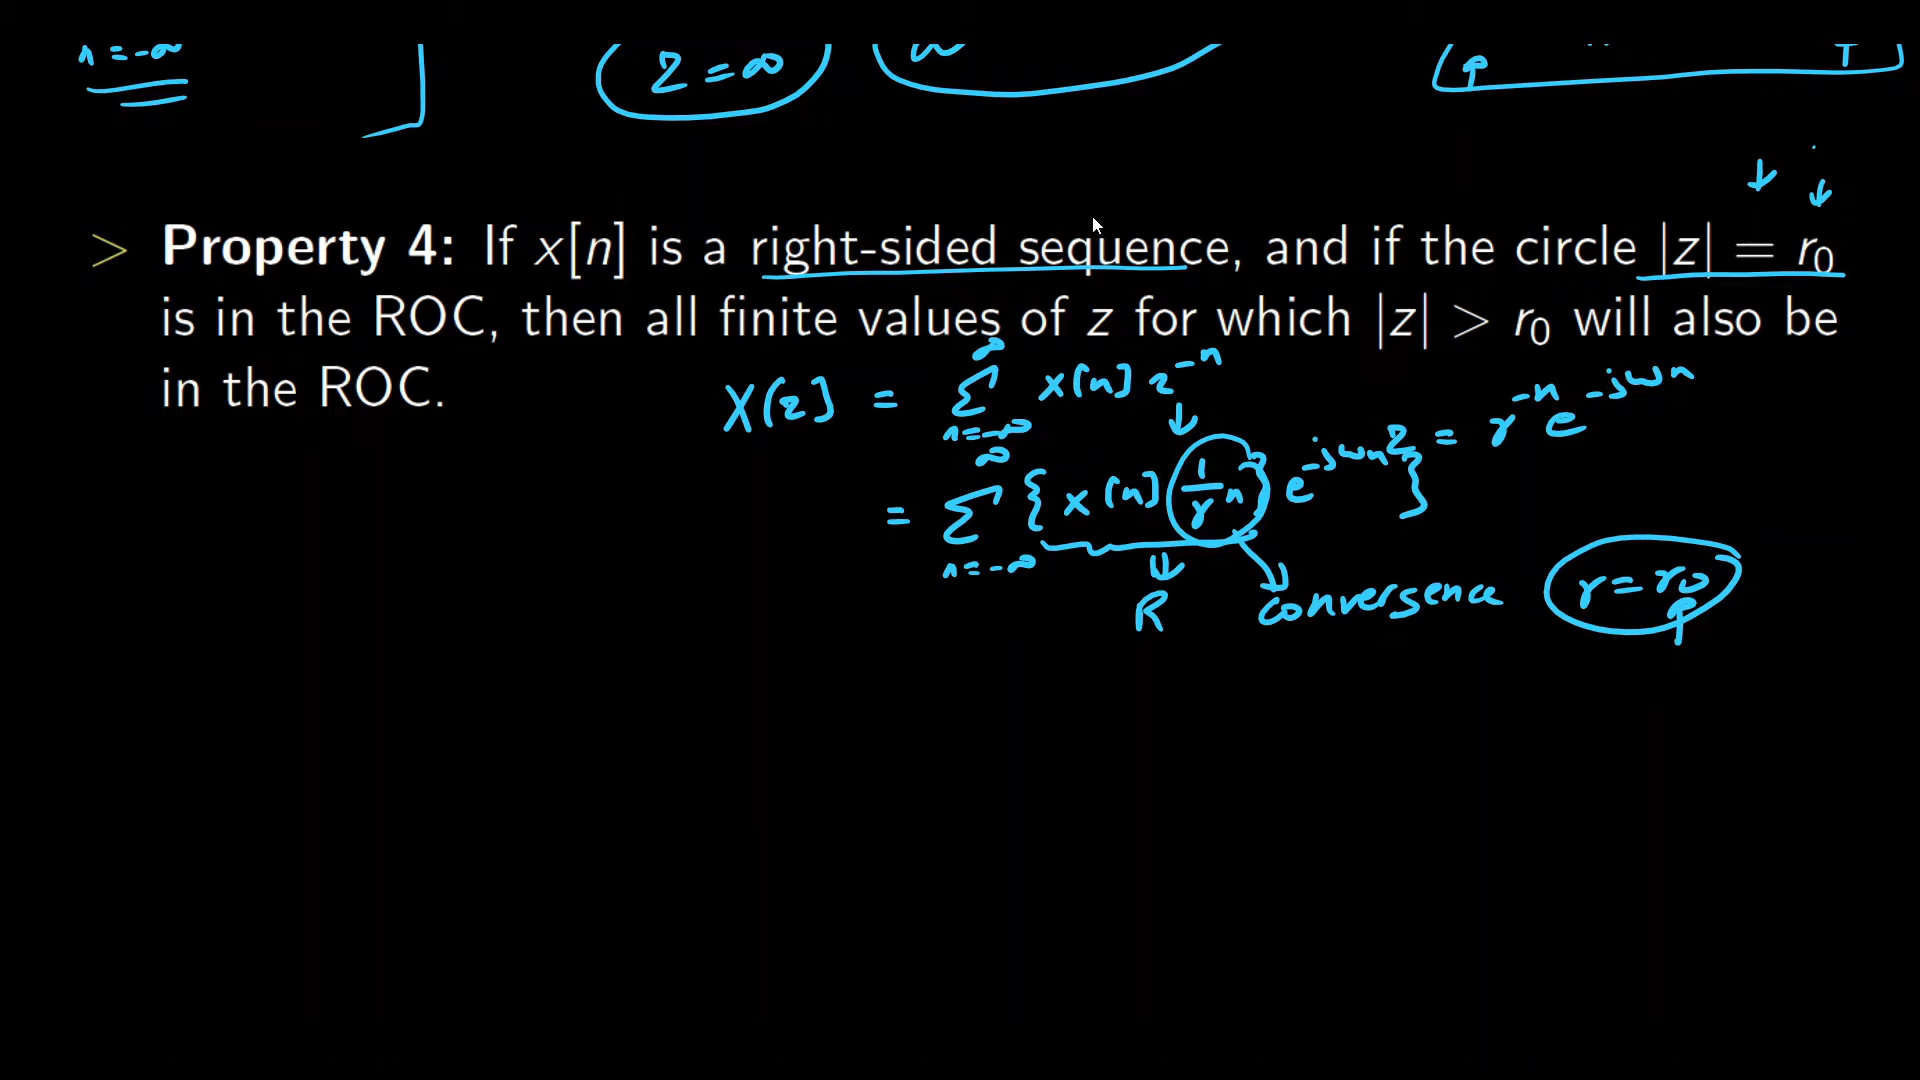 n=-∞
z=∞
> Property 4: If x[n] is a right-sided sequence, and if the circle |z| = r₀
is in the ROC, then all finite values of z for which |z| > r₀ will also be
in the ROC.
X(z) = ∑_{n=-∞}^{∞} x[n] z^{-n}
z = r^{-n} e^{-jωn}
= ∑_{n=-∞}^{∞} { x[n] 1/r^n } e^{-jωn} }
R convergence r=r₀